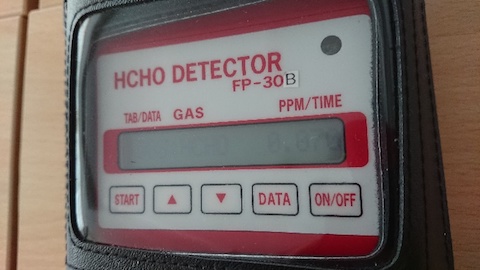 HCHO DETECTOR
FP-30B
TAB/DATA GAS PPM/TIME
START ▲ ▼ DATA ON/OFF